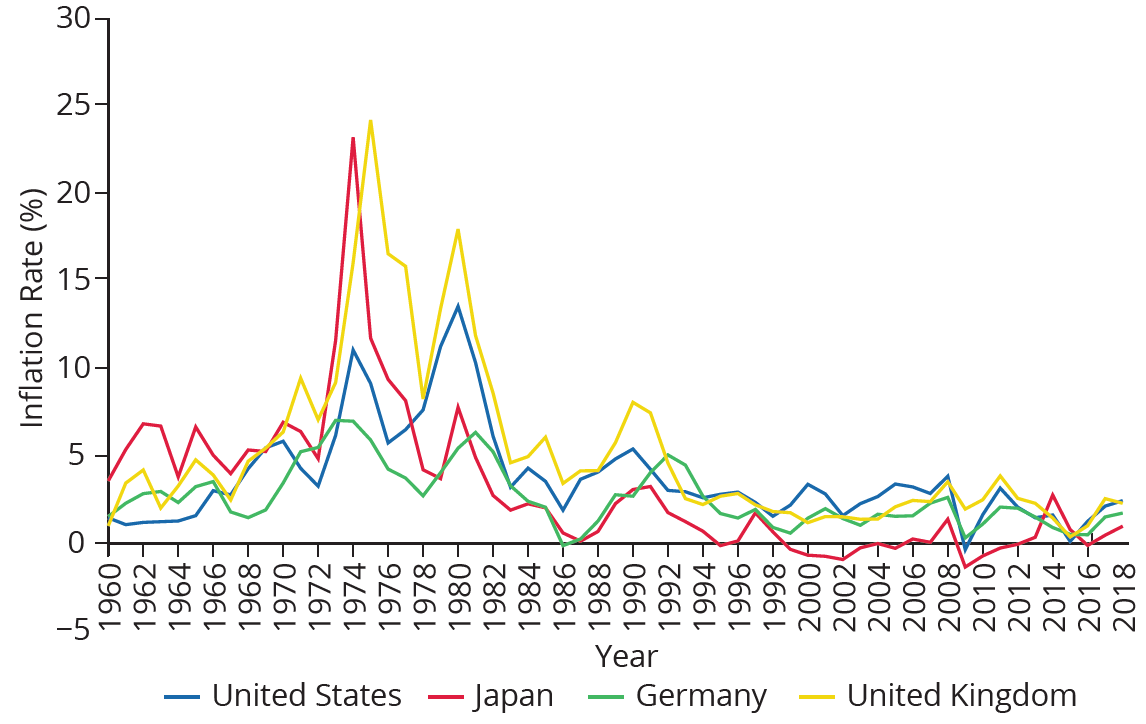 30
25
20
15
10
5
0
−5
Inflation Rate (%)
1960 1962 1964 1966 1968 1970 1972 1974 1976 1978 1980 1982 1984 1986 1988 1990 1992 1994 1996 1998 2000 2002 2004 2006 2008 2010 2012 2014 2016 2018
Year
United States Japan Germany United Kingdom